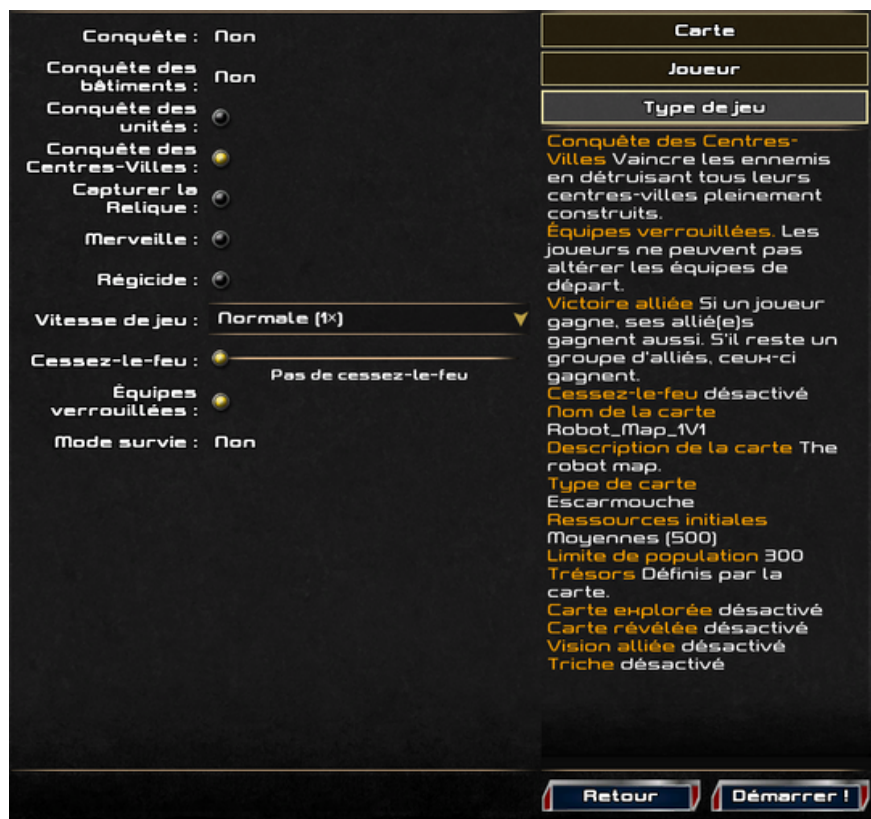 Conquête : Non
Conquête des
bâtiments : Non
Conquête des
unités :
Conquête des
Centres-Villes :
Capturer la
Relique :
Merveille :
Régicide :
Vitesse de jeu : Normale (1×)
Cessez-le-feu :
Pas de cessez-le-feu
Équipes
verrouillées :
Mode survie : Non
Carte
Joueur
Type de jeu
Conquête des Centres-
Villes Vaincre les ennemis
en détruisant tous leurs
centres-villes pleinement
construits.
Équipes verrouillées. Les
joueurs ne peuvent pas
altérer les équipes de
départ.
Victoire alliée Si un joueur
gagne, ses allié(e)s
gagnent aussi. S'il reste un
groupe d'alliés, ceux-ci
gagnent.
Cessez-le-feu désactivé
Nom de la carte
Robot_Map_1V1
Description de la carte The
robot map.
Type de carte
Escarmouche
Ressources initiales
Moyennes (500)
Limite de population 300
Trésors Définis par la
carte.
Carte explorée désactivé
Carte révélée désactivé
Vision alliée désactivé
Triche désactivé
Retour
Démarrer !